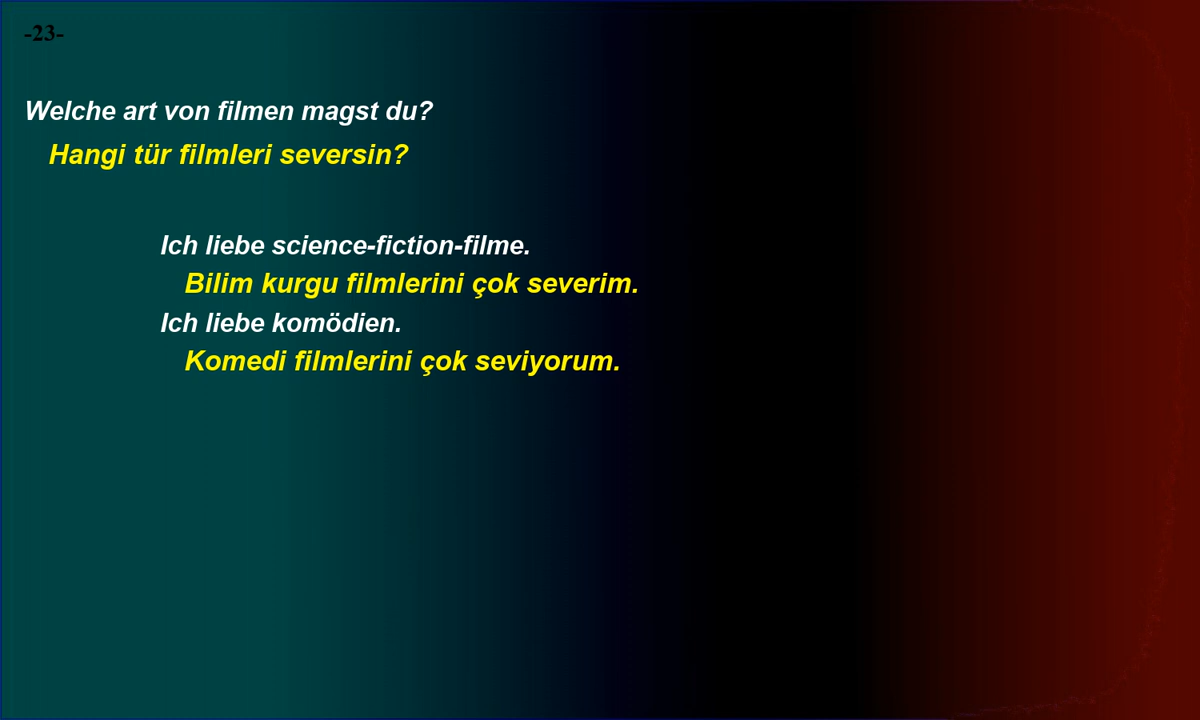 -23-
Welche art von filmen magst du?
Hangi tür filmleri seversin?
Ich liebe science-fiction-filme.
Bilim kurgu filmlerini çok severim.
Ich liebe komödien.
Komedi filmlerini çok seviyorum.